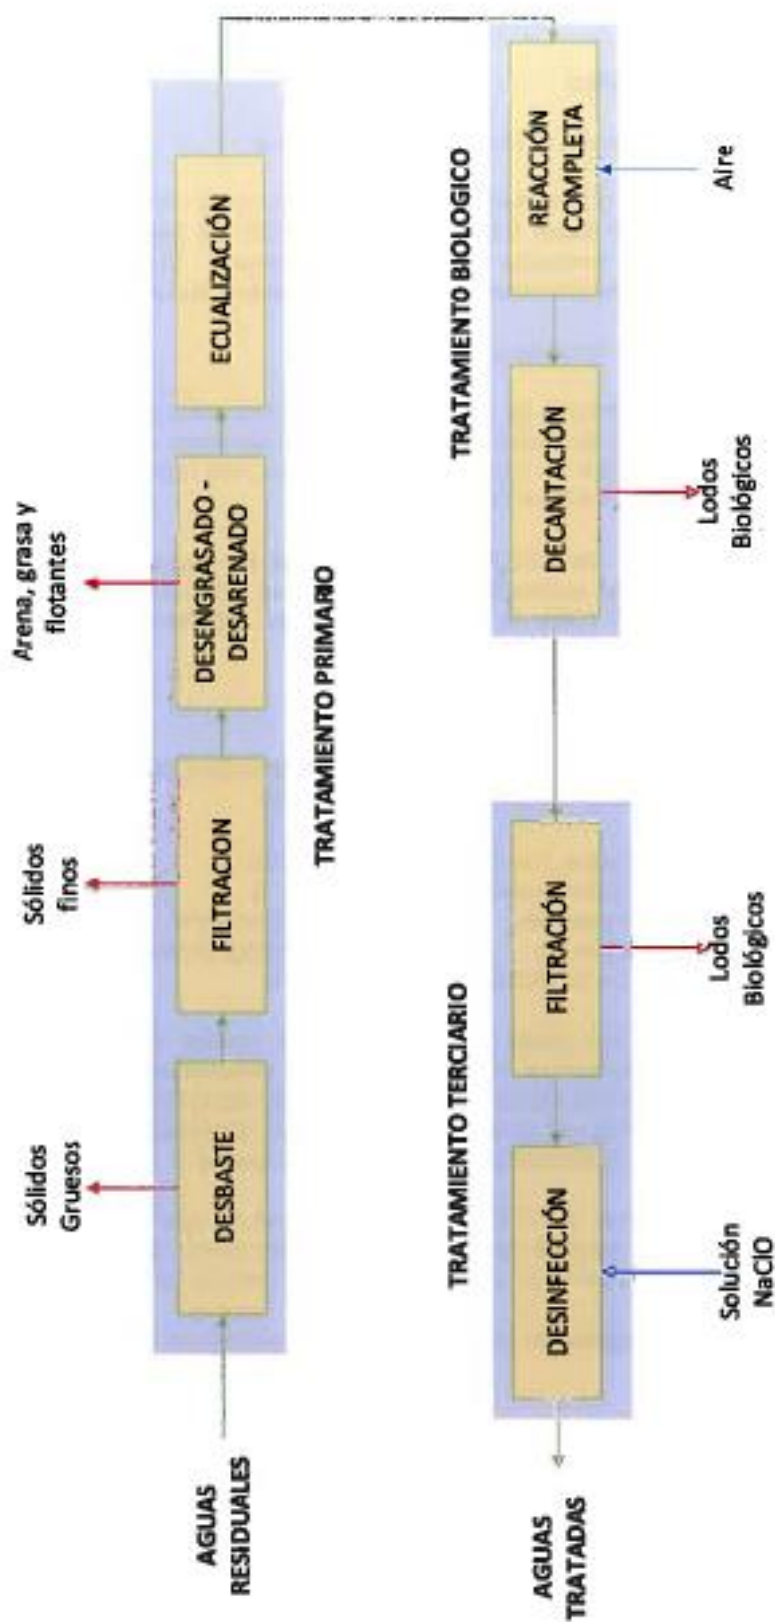 Sólidos
Gruesos
Sólidos
finos
Arena, grasa y
flotantes
AGUAS
RESIDUALES
DESBASTE
FILTRACION
DESENGRASADO -
DESARENADO
ECUALIZACIÓN
TRATAMIENTO PRIMARIO
TRATAMIENTO TERCIARIO
TRATAMIENTO BIOLOGICO
AGUAS
TRATADAS
DESINFECCIÓN
FILTRACIÓN
DECANTACIÓN
REACCIÓN
COMPLETA
Solución
NaClO
Lodos
Biológicos
Lodos
Biológicos
Aire